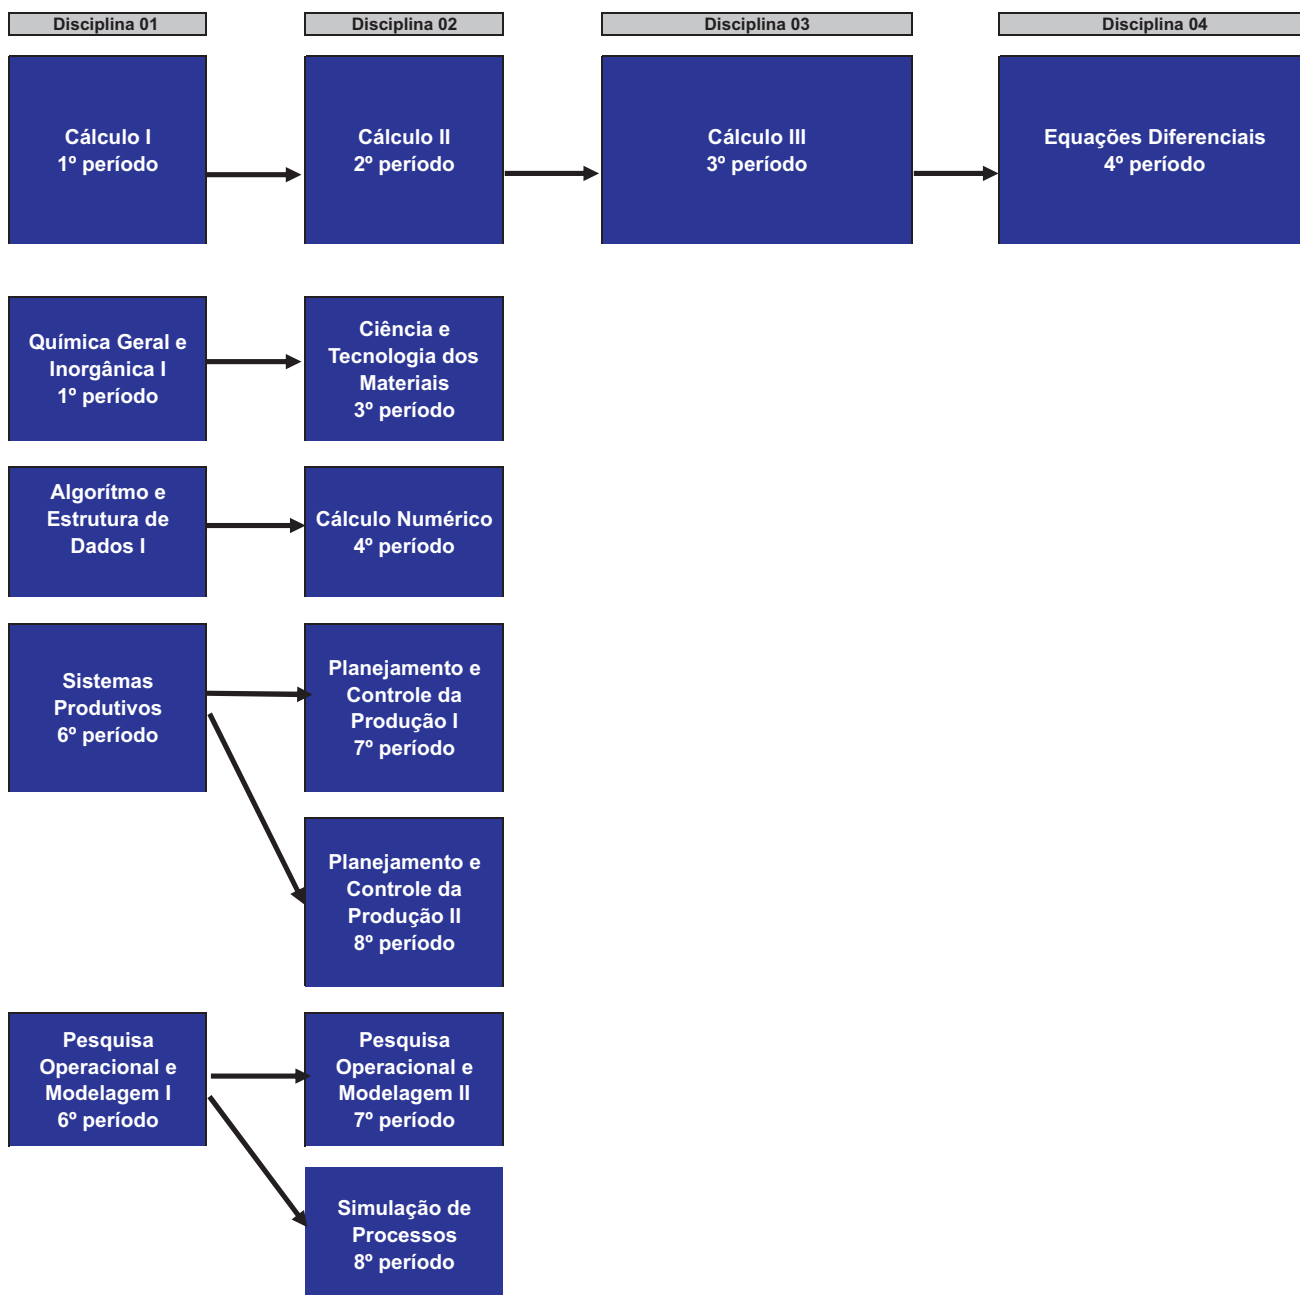 Disciplina 01
Disciplina 02
Disciplina 03
Disciplina 04
Cálculo I
1º período
Cálculo II
2º período
Cálculo III
3º período
Equações Diferenciais
4º período
Química Geral e
Inorgânica I
1º período
Ciência e
Tecnologia dos
Materiais
3º período
Algorítmo e
Estrutura de
Dados I
Cálculo Numérico
4º período
Sistemas
Produtivos
6º período
Planejamento e
Controle da
Produção I
7º período
Planejamento e
Controle da
Produção II
8º período
Pesquisa
Operacional e
Modelagem I
6º período
Pesquisa
Operacional e
Modelagem II
7º período
Simulação de
Processos
8º período